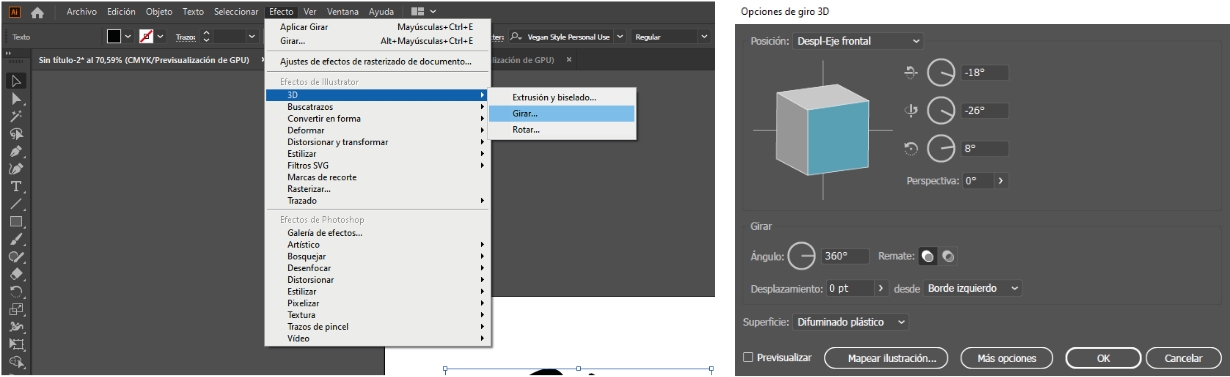 Ai Archivo Edición Objeto Texto Seleccionar Efecto Ver Ventana Ayuda
Texto Trazo: Vegan Style Personal Use Regular
Sin título-2* al 70,59% (CMYK/Previsualización de GPU) ×
lización de GPU) ×
Aplicar Girar Mayúsculas+Ctrl+E
Girar... Alt+Mayúsculas+Ctrl+E
Ajustes de efectos de rasterizado de documento...
Efectos de Illustrator
3D
Buscatrazos
Convertir en forma
Deformar
Distorsionar y transformar
Estilizar
Filtros SVG
Marcas de recorte
Rasterizar...
Trazado
Efectos de Photoshop
Galería de efectos...
Artístico
Bosquejar
Desenfocar
Distorsionar
Estilizar
Pixelizar
Textura
Trazos de pincel
Vídeo
Extrusión y biselado...
Girar...
Rotar...
Opciones de giro 3D
Posición: Despl-Eje frontal
-18°
-26°
8°
Perspectiva: 0°
Girar
Ángulo: 360° Remate:
Desplazamiento: 0 pt desde Borde izquierdo
Superficie: Difuminado plástico
Previsualizar Mapear ilustración... Más opciones OK Cancelar